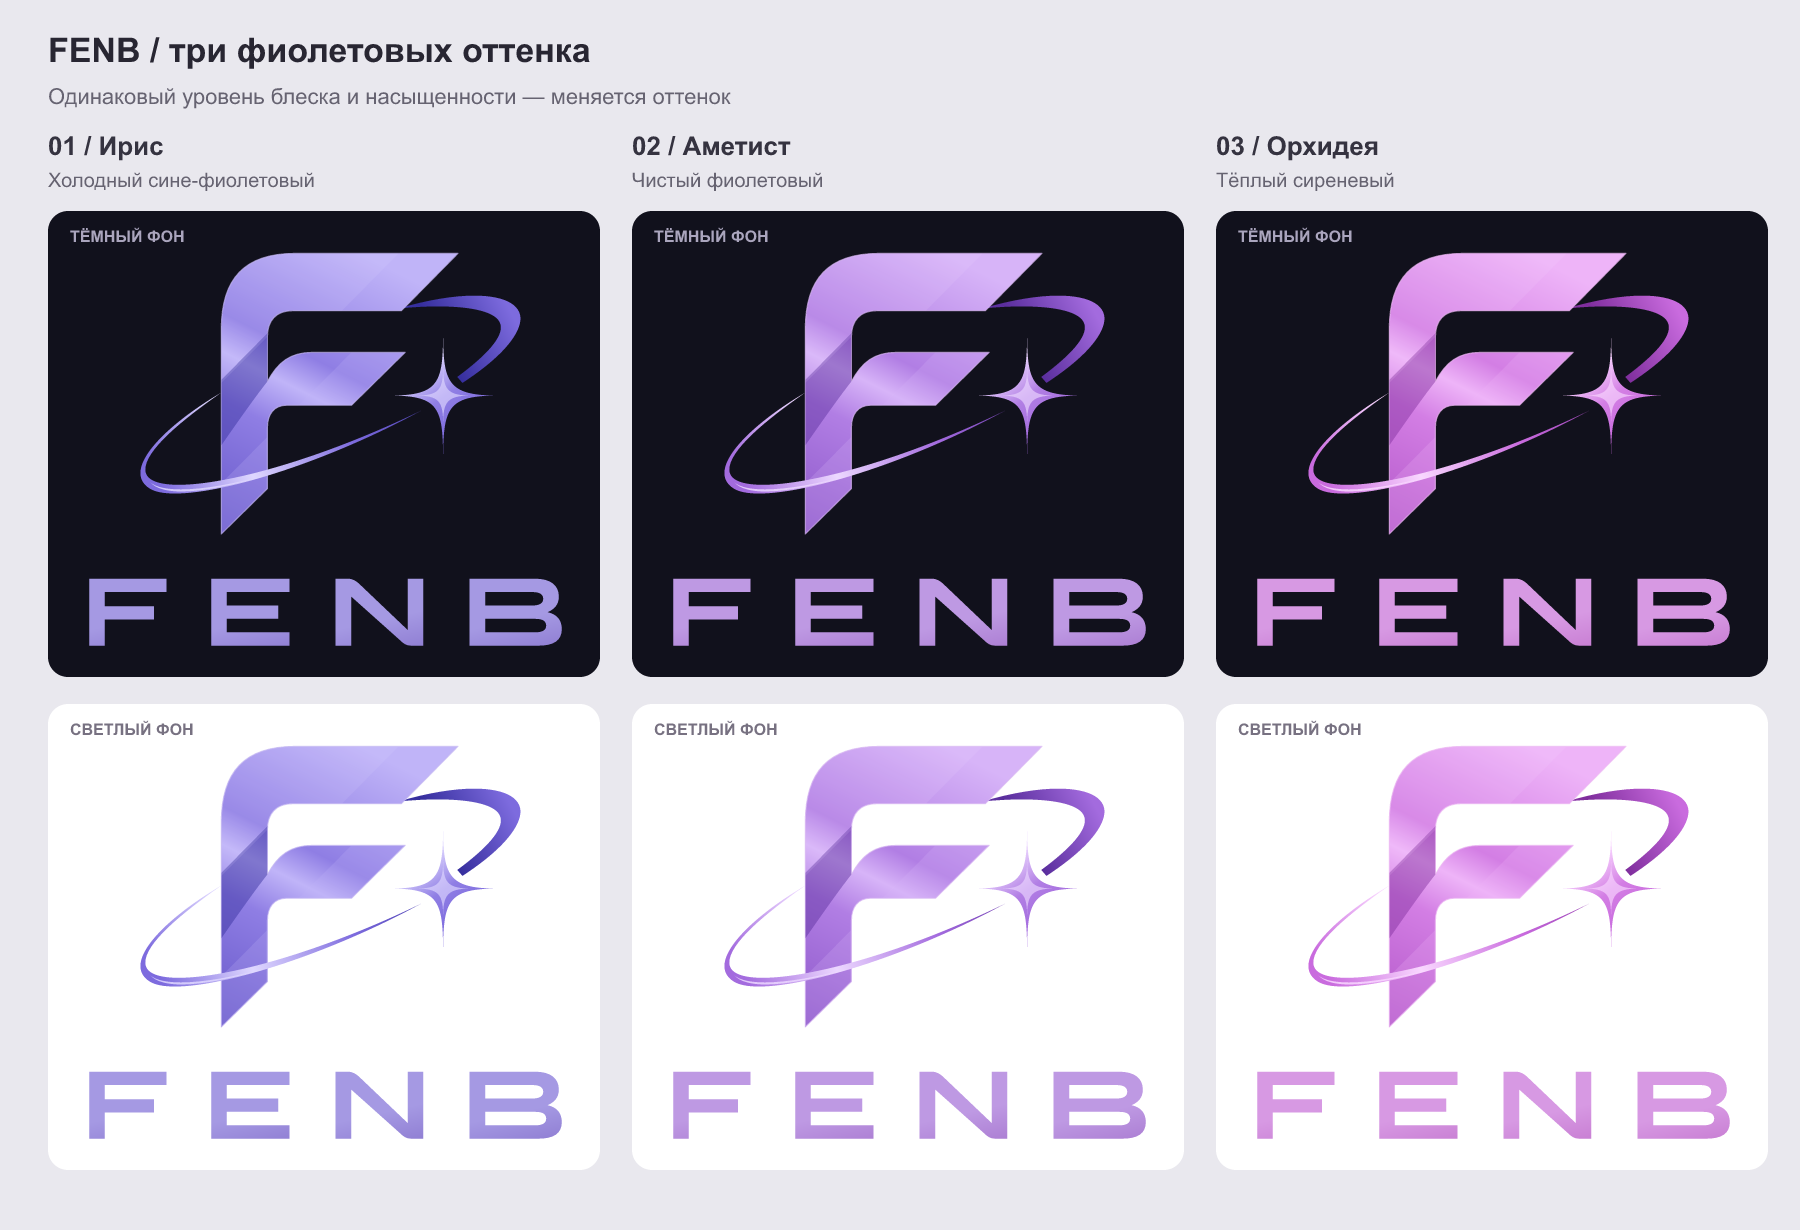 FENB / три фиолетовых оттенка
Одинаковый уровень блеска и насыщенности — меняется оттенок
01 / Ирис
Холодный сине-фиолетовый
ТЁМНЫЙ ФОН
FENB
СВЕТЛЫЙ ФОН
FENB
02 / Аметист
Чистый фиолетовый
ТЁМНЫЙ ФОН
FENB
СВЕТЛЫЙ ФОН
FENB
03 / Орхидея
Тёплый сиреневый
ТЁМНЫЙ ФОН
FENB
СВЕТЛЫЙ ФОН
FENB